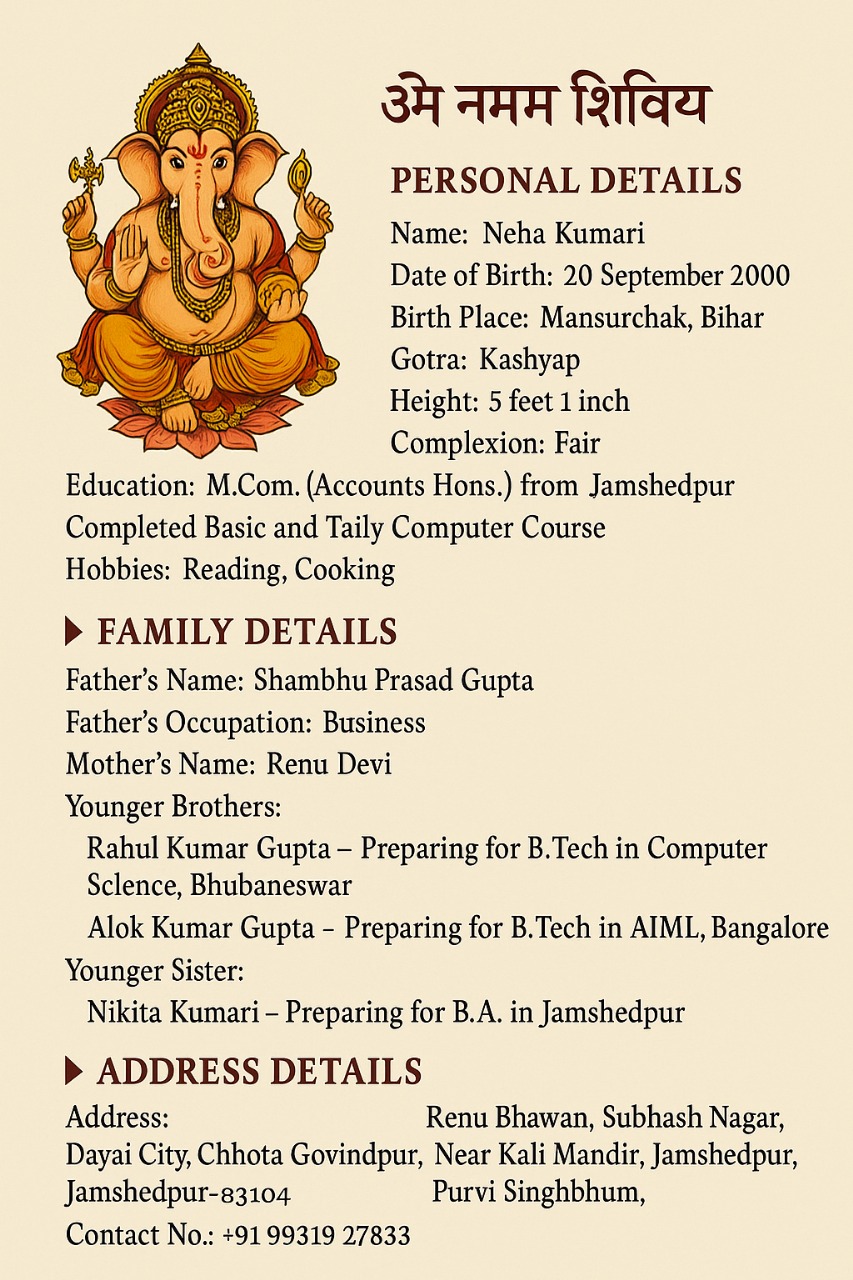 ओम नमम शिविय
PERSONAL DETAILS
Name: Neha Kumari
Date of Birth: 20 September 2000
Birth Place: Mansurchak, Bihar
Gotra: Kashyap
Height: 5 feet 1 inch
Complexion: Fair
Education: M.Com. (Accounts Hons.) from Jamshedpur
Completed Basic and Taily Computer Course
Hobbies: Reading, Cooking
FAMILY DETAILS
Father’s Name: Shambhu Prasad Gupta
Father’s Occupation: Business
Mother’s Name: Renu Devi
Younger Brothers:
Rahul Kumar Gupta – Preparing for B.Tech in Computer
Sclence, Bhubaneswar
Alok Kumar Gupta – Preparing for B.Tech in AIML, Bangalore
Younger Sister:
Nikita Kumari – Preparing for B.A. in Jamshedpur
ADDRESS DETAILS
Address: Renu Bhawan, Subhash Nagar,
Dayai City, Chhota Govindpur, Near Kali Mandir, Jamshedpur,
Jamshedpur-83104 Purvi Singhbhum,
Contact No.: +91 99319 27833